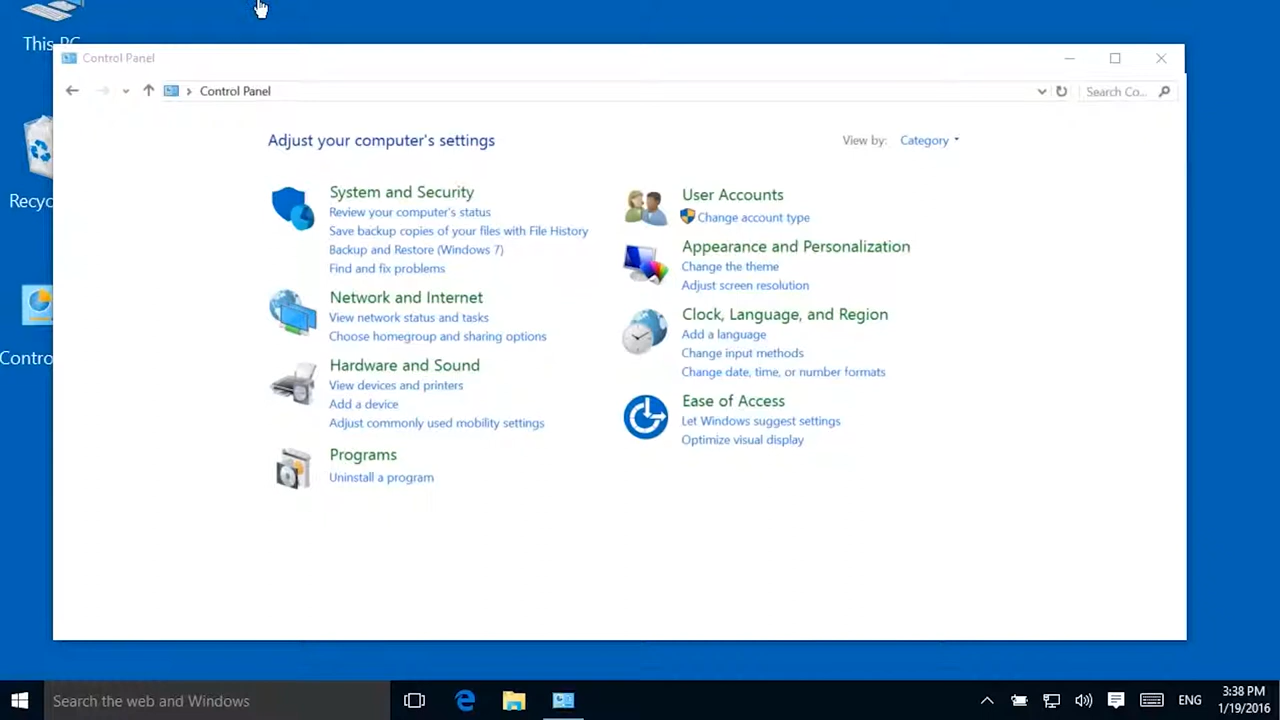 This PC
Control Panel
Control Panel
Search Co...
Adjust your computer's settings
View by: Category
System and Security
Review your computer's status
Save backup copies of your files with File History
Backup and Restore (Windows 7)
Find and fix problems
Network and Internet
View network status and tasks
Choose homegroup and sharing options
Hardware and Sound
View devices and printers
Add a device
Adjust commonly used mobility settings
Programs
Uninstall a program
User Accounts
Change account type
Appearance and Personalization
Change the theme
Adjust screen resolution
Clock, Language, and Region
Add a language
Change input methods
Change date, time, or number formats
Ease of Access
Let Windows suggest settings
Optimize visual display
Recyc
Contro
Search the web and Windows
ENG
3:38 PM
1/19/2016